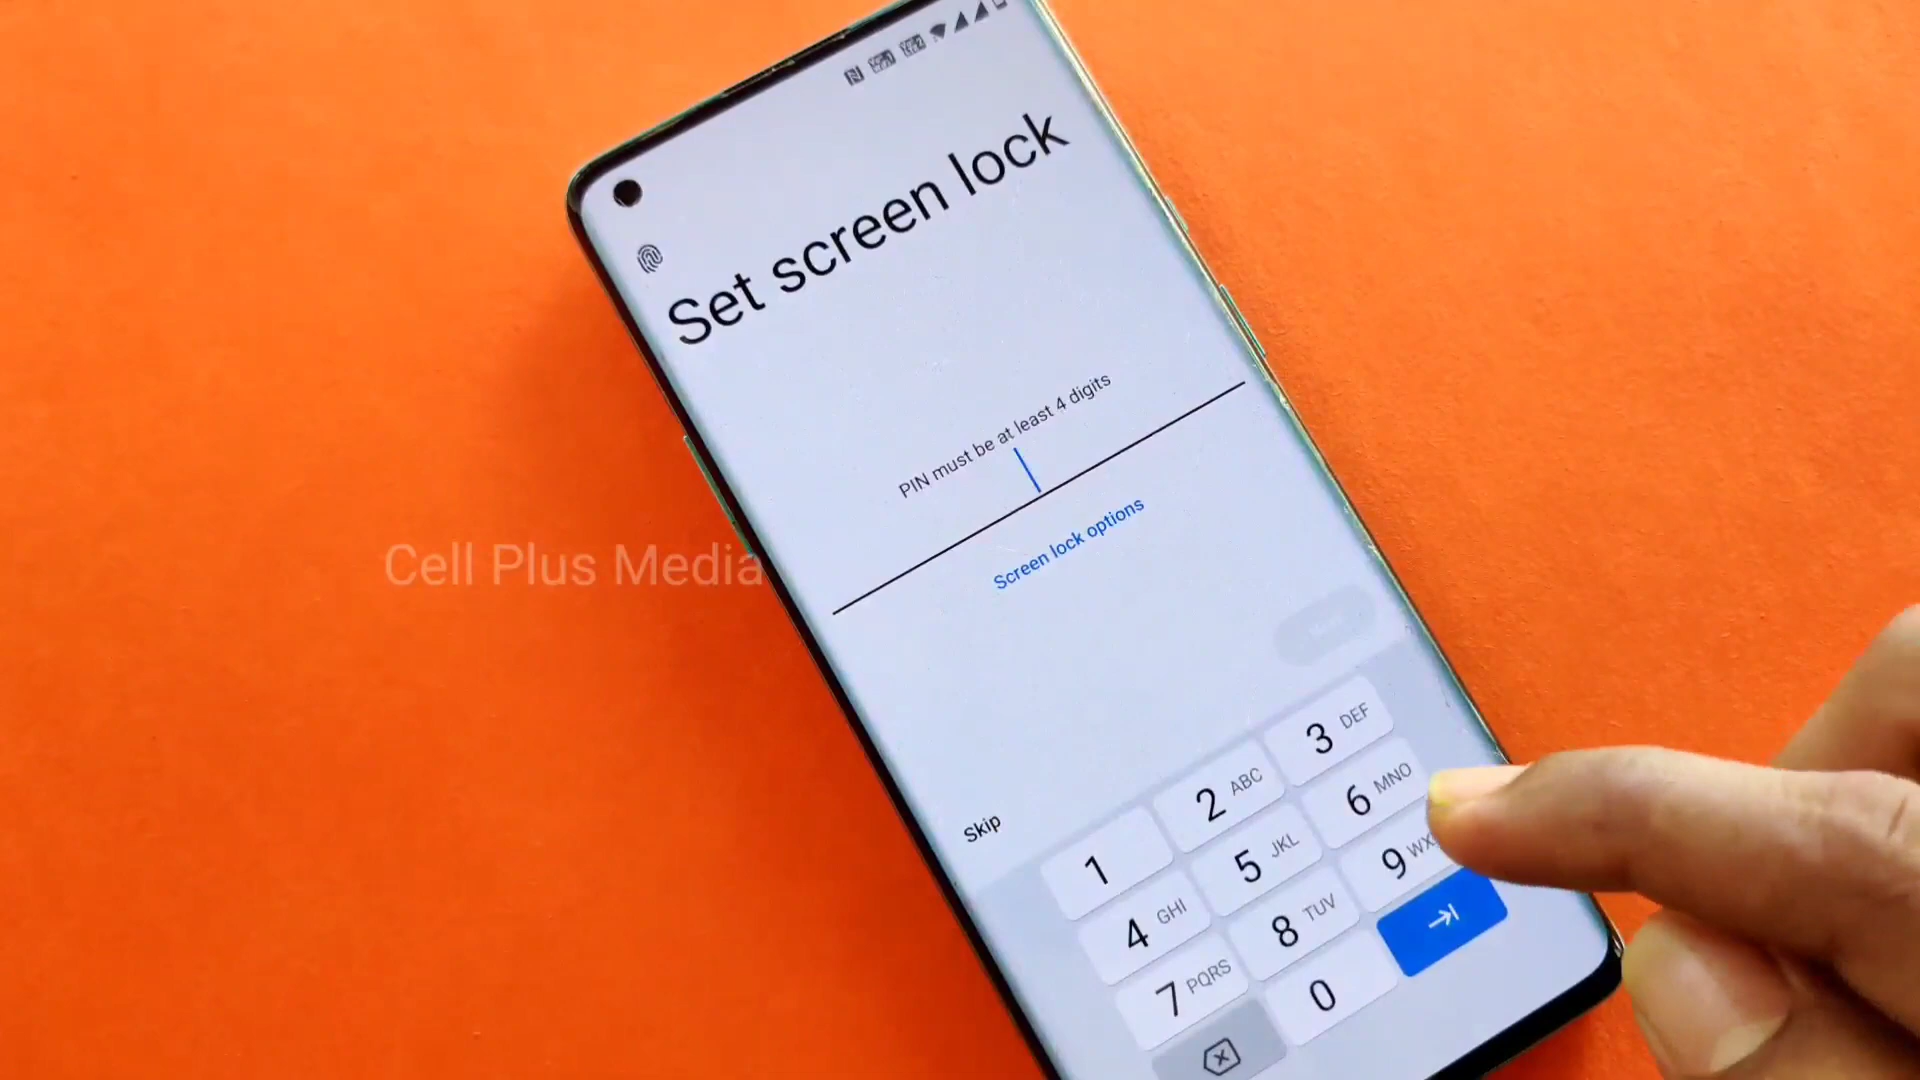 Set screen lock
PIN must be at least 4 digits
Screen lock options
Cell Plus Media
Skip
1
2 ABC
3 DEF
4 GHI
5 JKL
6 MNO
7 PQRS
8 TUV
9
0